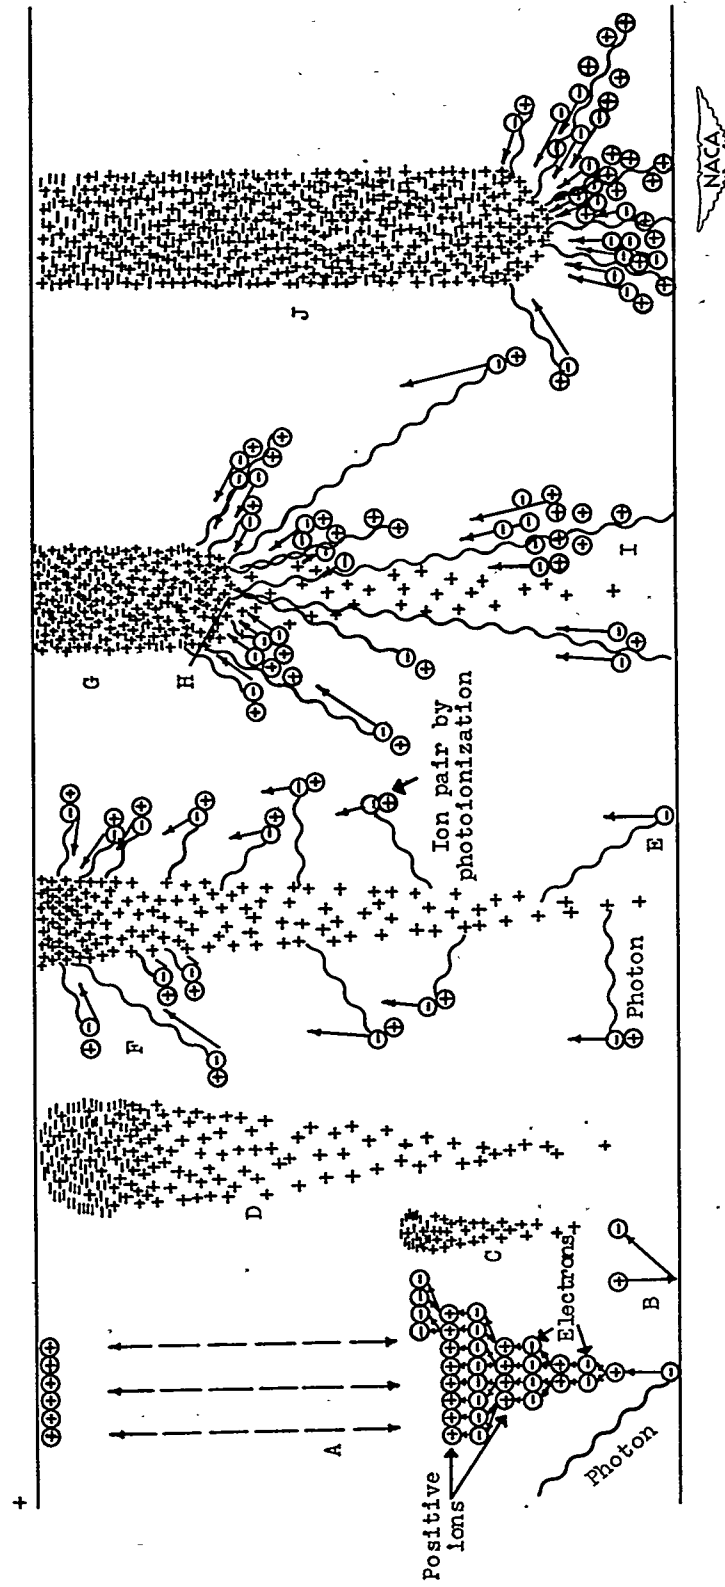 +
A
Positive
ions
Photon
Electrons
B
C
D
F
Photon
E
Ion pair by
photoionization
G
H
I
J
NACA